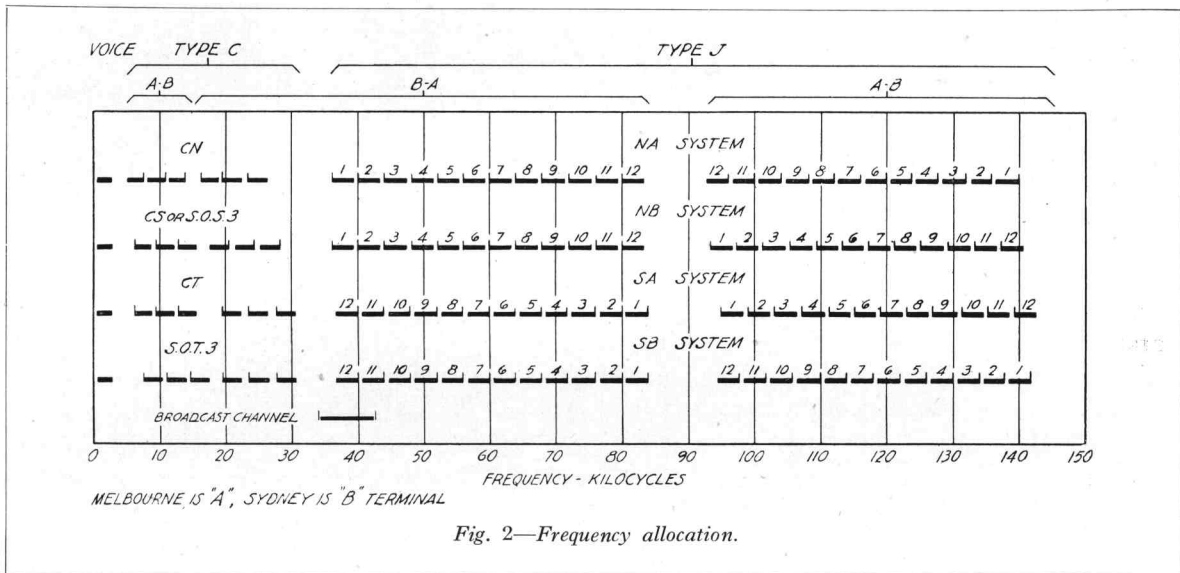 VOICE TYPE C TYPE J
A-B B-A A-B
CN NA SYSTEM
1 2 3 4 5 6 7 8 9 10 11 12 12 11 10 9 8 7 6 5 4 3 2 1
CS OR S.O.S.3 NB SYSTEM
1 2 3 4 5 6 7 8 9 10 11 12 1 2 3 4 5 6 7 8 9 10 11 12
CT SA SYSTEM
12 11 10 9 8 7 6 5 4 3 2 1 1 2 3 4 5 6 7 8 9 10 11 12
S.O.T.3 SB SYSTEM
12 11 10 9 8 7 6 5 4 3 2 1 12 11 10 9 8 7 6 5 4 3 2 1
BROADCAST CHANNEL
0 10 20 30 40 50 60 70 80 90 100 110 120 130 140 150
FREQUENCY - KILOCYCLES
MELBOURNE IS "A", SYDNEY IS "B" TERMINAL
Fig. 2—Frequency allocation.